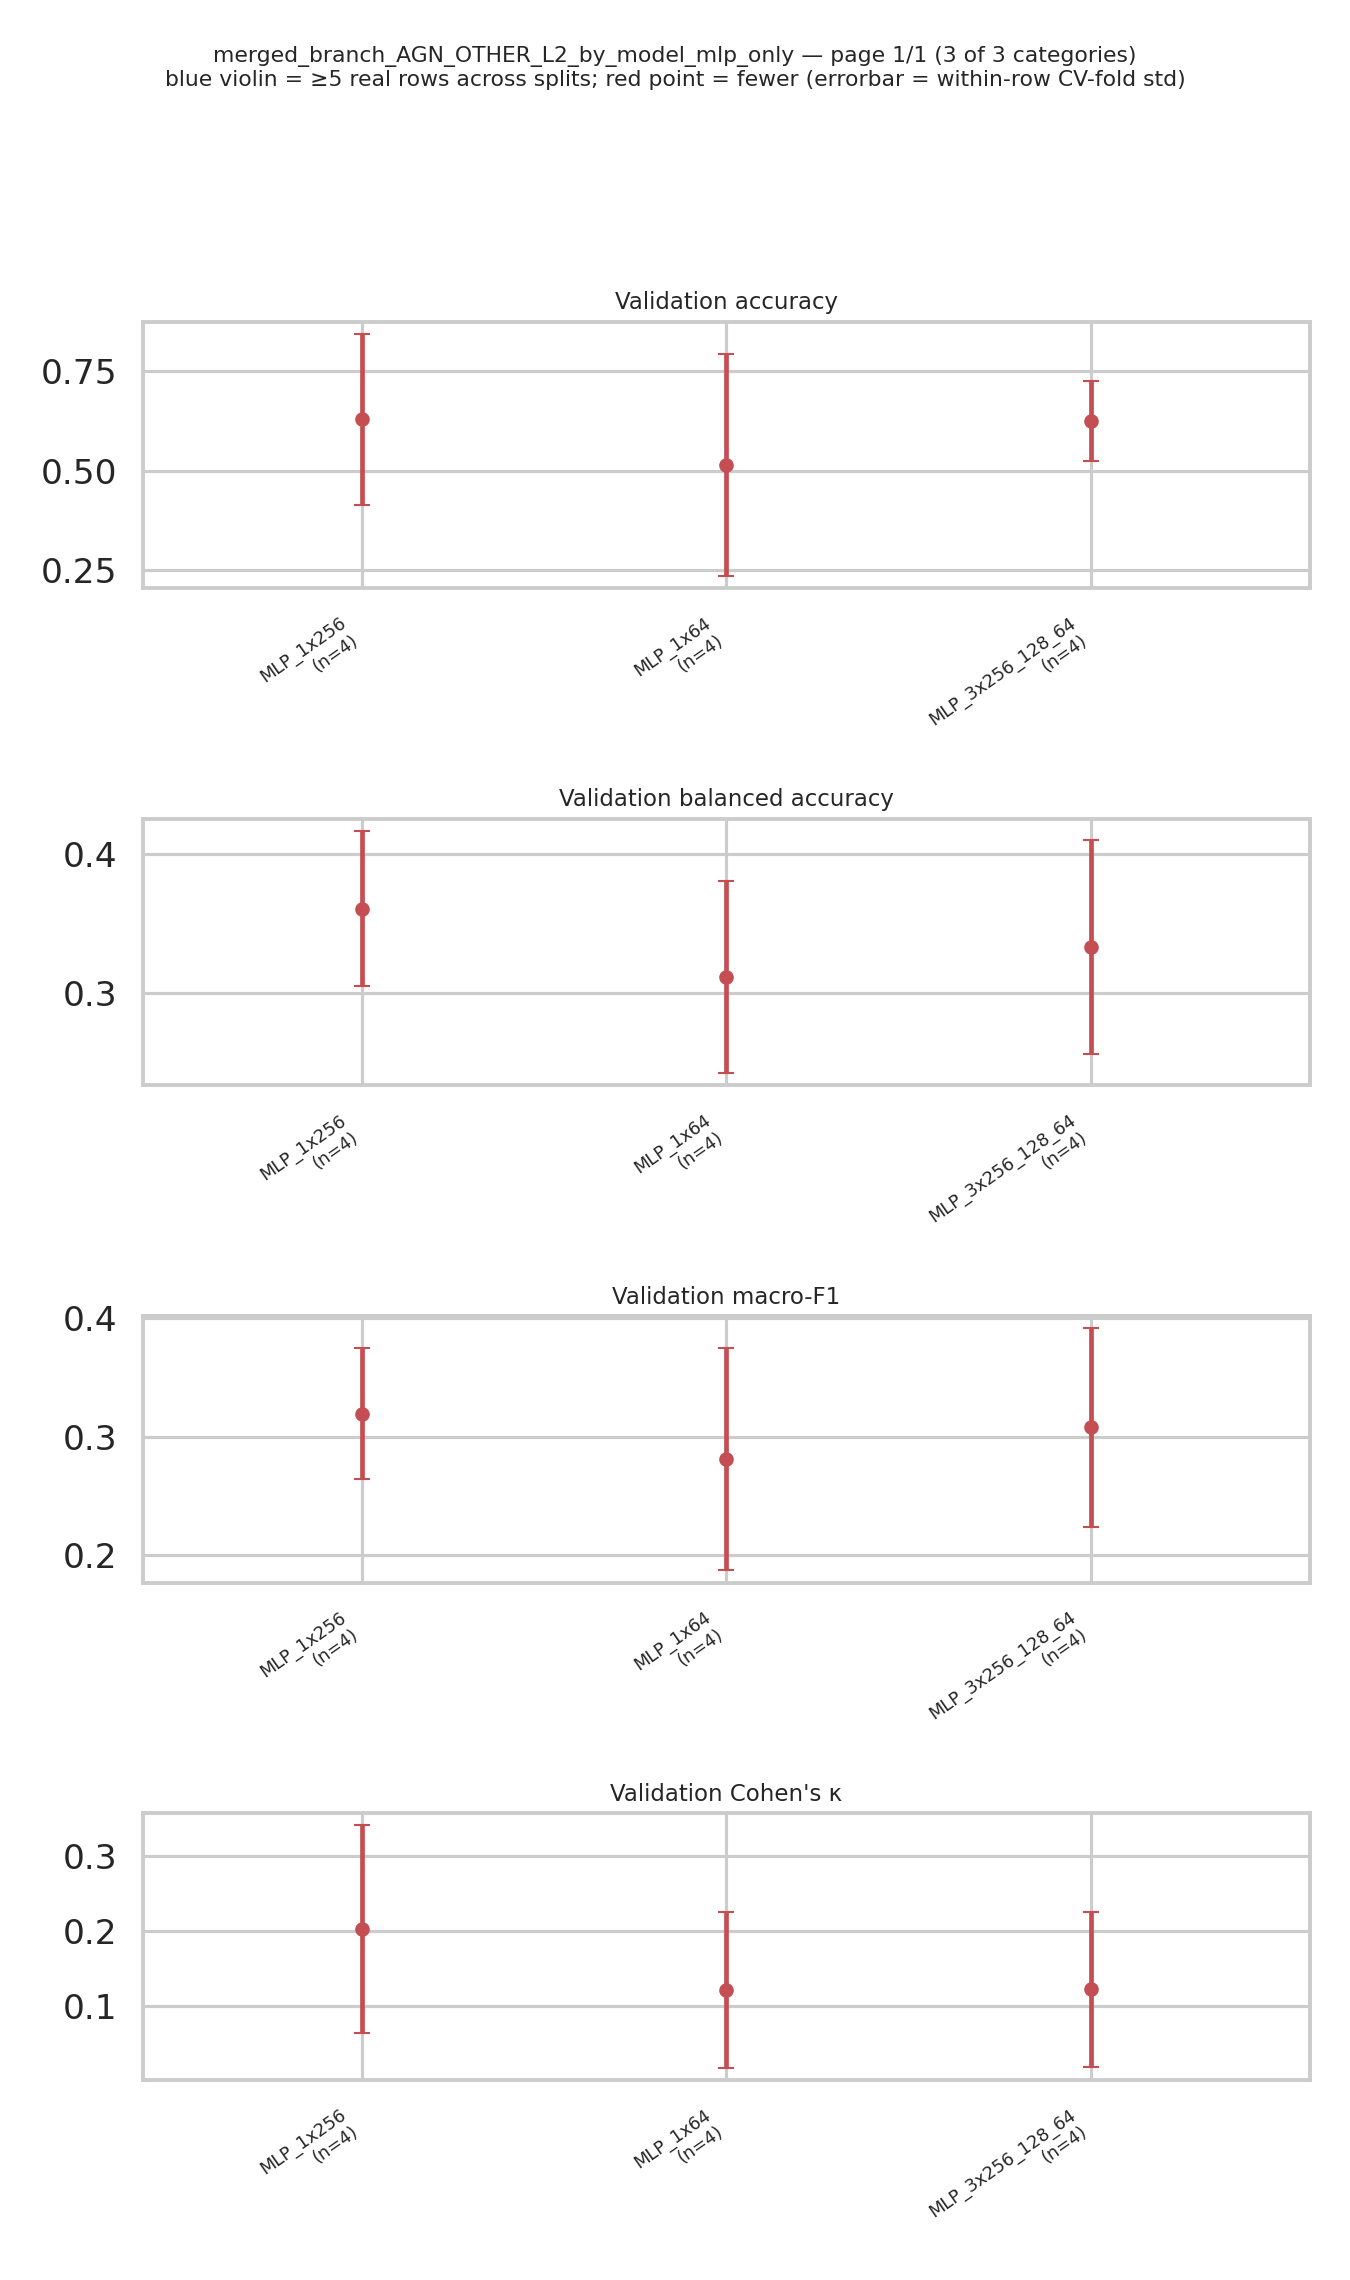 merged_branch_AGN_OTHER_L2_by_model_mlp_only — page 1/1 (3 of 3 categories)
blue violin = ≥5 real rows across splits; red point = fewer (errorbar = within-row CV-fold std)
Validation accuracy
0.75
0.50
0.25
MLP_1x256
(n=4)
MLP_1x64
(n=4)
MLP_3x256_128_64
(n=4)
Validation balanced accuracy
0.4
0.3
MLP_1x256
(n=4)
MLP_1x64
(n=4)
MLP_3x256_128_64
(n=4)
Validation macro-F1
0.4
0.3
0.2
MLP_1x256
(n=4)
MLP_1x64
(n=4)
MLP_3x256_128_64
(n=4)
Validation Cohen's κ
0.3
0.2
0.1
MLP_1x256
(n=4)
MLP_1x64
(n=4)
MLP_3x256_128_64
(n=4)